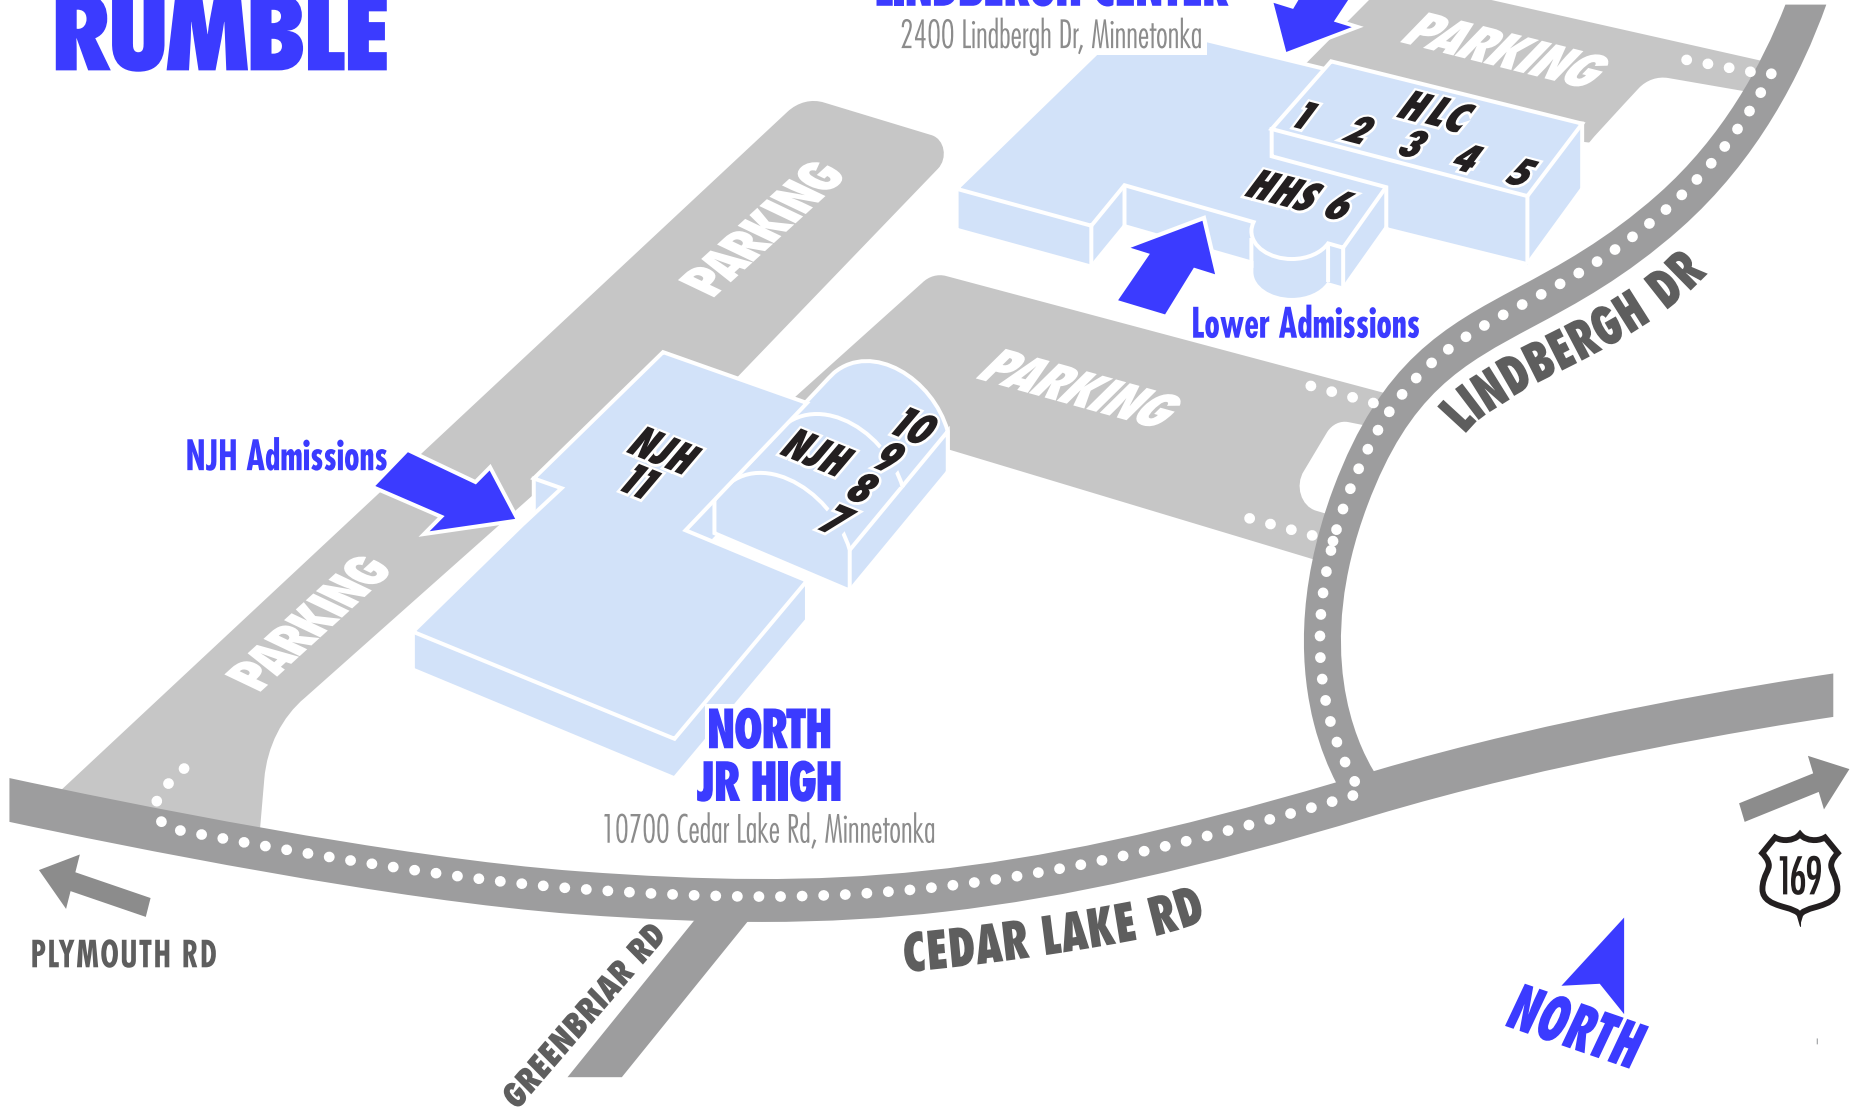 RUMBLE
LINDBERGH CENTER
2400 Lindbergh Dr, Minnetonka
PARKING
HLC
1 2 3 4 5
HHS 6
Lower Admissions
PARKING
LINDBERGH DR
PARKING
NJH Admissions
NJH
11
NJH
10
9
8
7
PARKING
NORTH
JR HIGH
10700 Cedar Lake Rd, Minnetonka
169
PLYMOUTH RD
GREENBRIAR RD
CEDAR LAKE RD
NORTH